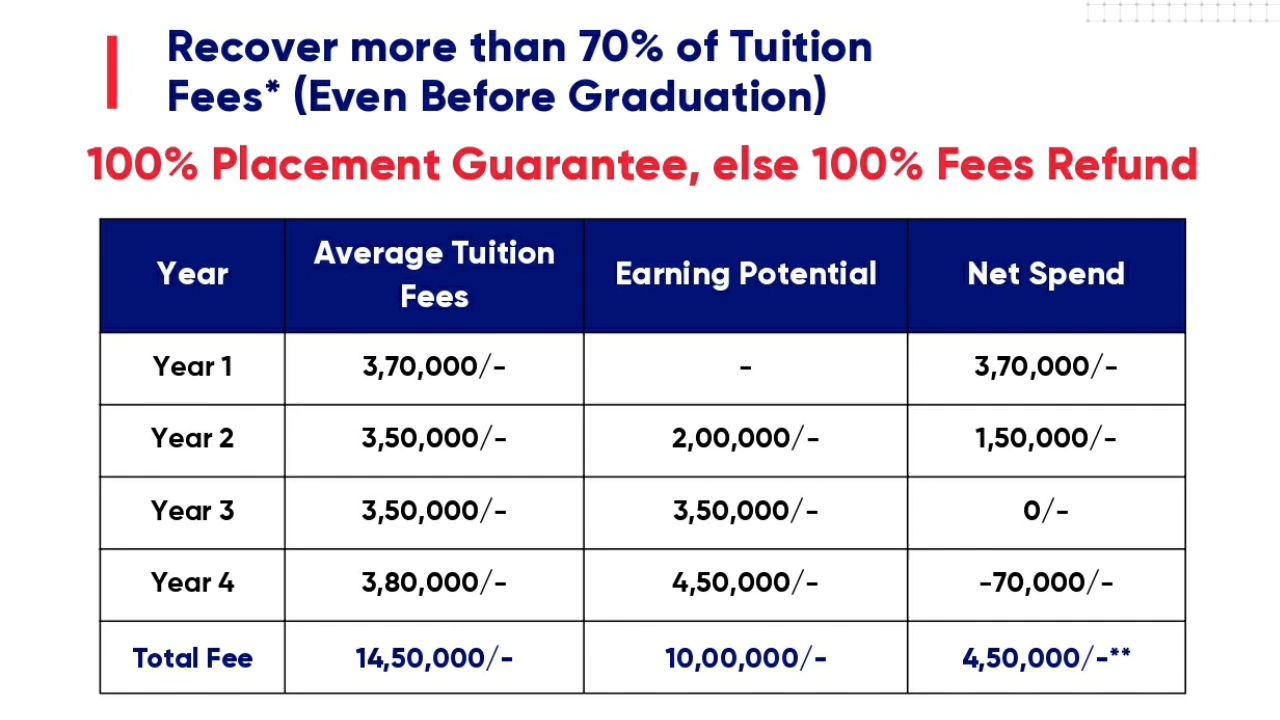 Recover more than 70% of Tuition
Fees* (Even Before Graduation)
100% Placement Guarantee, else 100% Fees Refund
Year Average Tuition Fees Earning Potential Net Spend
Year 1 3,70,000/- - 3,70,000/-
Year 2 3,50,000/- 2,00,000/- 1,50,000/-
Year 3 3,50,000/- 3,50,000/- 0/-
Year 4 3,80,000/- 4,50,000/- -70,000/-
Total Fee 14,50,000/- 10,00,000/- 4,50,000/-**